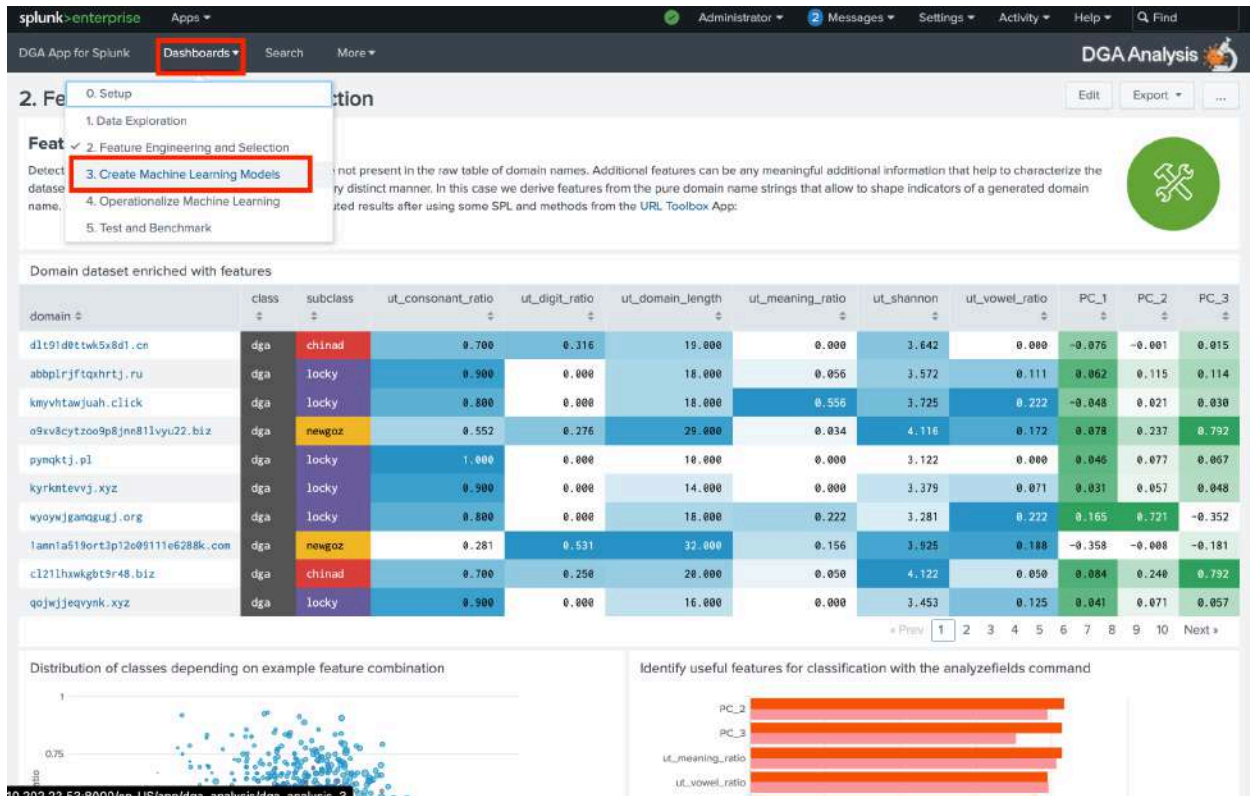 splunk>enterprise Apps Administrator 2 Messages Settings Activity Help Find
DGA App for Splunk Dashboards Search More DGA Analysis
2. Fe ction Edit Export ...
0. Setup
1. Data Exploration
Feat ✓ 2. Feature Engineering and Selection
3. Create Machine Learning Models
4. Operationalize Machine Learning
5. Test and Benchmark
Detect not present in the raw table of domain names. Additional features can be any meaningful additional information that help to characterize the
datase ry distinct manner. In this case we derive features from the pure domain name strings that allow to shape indicators of a generated domain
name. ted results after using some SPL and methods from the URL Toolbox App:
Domain dataset enriched with features
domain class subclass ut_consonant_ratio ut_digit_ratio ut_domain_length ut_meaning_ratio ut_shannon ut_vowel_ratio PC_1 PC_2 PC_3
dlt91d0ttwk5x8d1.cn dga chinad 0.700 0.316 19.000 0.000 3.642 0.000 -0.076 -0.001 0.015
abbplrjftqxhrtj.ru dga locky 0.900 0.000 18.000 0.056 3.572 0.111 0.062 0.115 0.114
kmyvhtawjuah.click dga locky 0.800 0.000 18.000 0.556 3.725 0.222 -0.048 0.021 0.030
o9xv8cytzoo9p8jnn81lvyu22.biz dga newgoz 0.552 0.276 29.000 0.034 4.116 0.172 0.078 0.237 0.792
pymqktj.pl dga locky 1.000 0.000 10.000 0.000 3.122 0.000 0.046 0.077 0.067
kyrkmtevvj.xyz dga locky 0.900 0.000 14.000 0.000 3.379 0.071 0.031 0.057 0.048
wyoywjgamqgugj.org dga locky 0.800 0.000 18.000 0.222 3.281 0.222 0.165 0.721 -0.352
1amn1a519ort3p12o09111e6288k.com dga newgoz 0.281 0.531 32.000 0.156 3.925 0.188 -0.358 -0.008 -0.181
cl21lhxwkgbt9r48.biz dga chinad 0.700 0.250 20.000 0.050 4.122 0.050 0.084 0.240 0.792
qojwjjeqvynk.xyz dga locky 0.900 0.000 16.000 0.000 3.453 0.125 0.041 0.071 0.057
« Prev 1 2 3 4 5 6 7 8 9 10 Next »
Distribution of classes depending on example feature combination
Identify useful features for classification with the analyzefields command
1
0.75
PC_2
PC_3
ut_meaning_ratio
ut_vowel_ratio